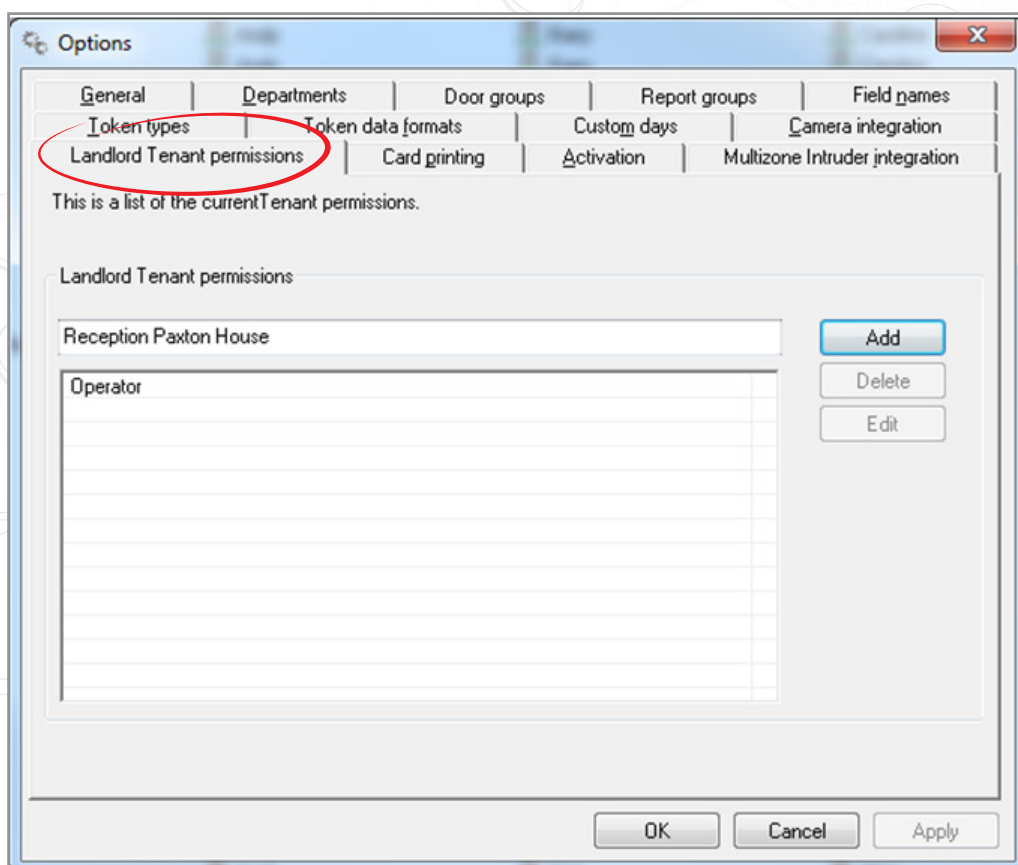 Options
General Departments Door groups Report groups Field names
Token types Token data formats Custom days Camera integration
Landlord Tenant permissions Card printing Activation Multizone Intruder integration
This is a list of the currentTenant permissions.
Landlord Tenant permissions
Reception Paxton House
Add
Operator
Delete
Edit
OK Cancel Apply